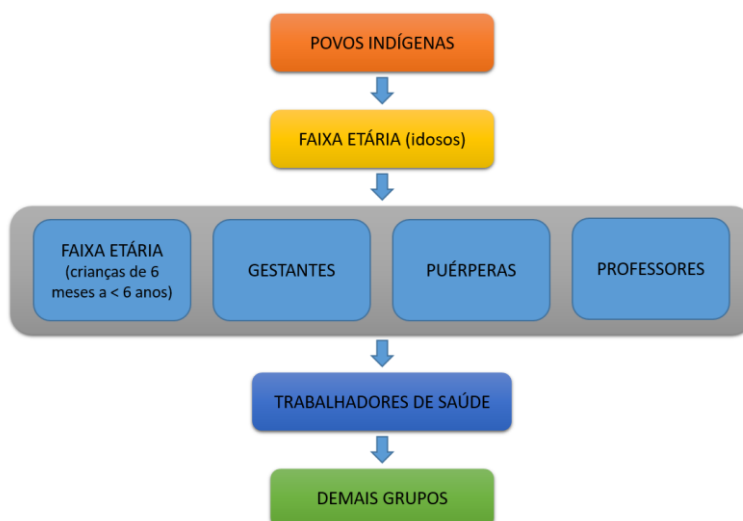 POVOS INDÍGENAS
FAIXA ETÁRIA (idosos)
FAIXA ETÁRIA
(crianças de 6
meses a < 6 anos)
GESTANTES
PUÉRPERAS
PROFESSORES
TRABALHADORES DE SAÚDE
DEMAIS GRUPOS